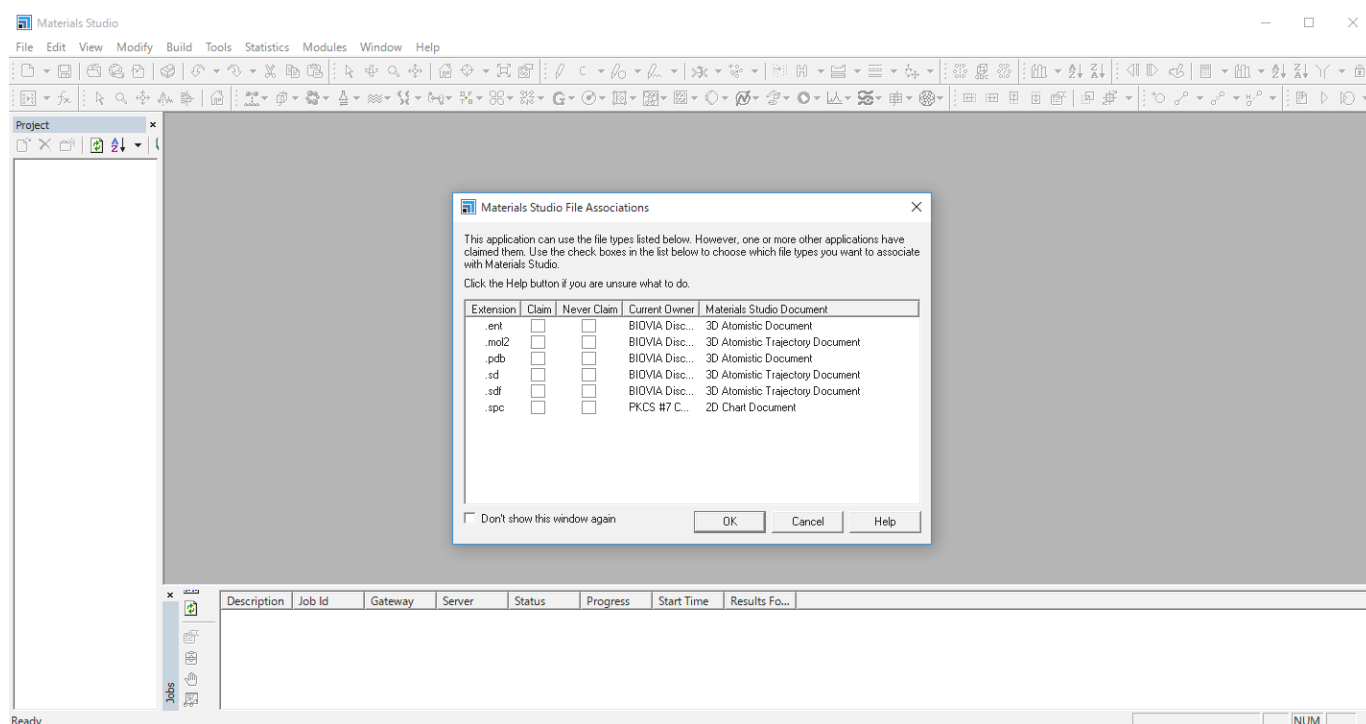 Materials Studio
File Edit View Modify Build Tools Statistics Modules Window Help
Project
Materials Studio File Associations
This application can use the file types listed below. However, one or more other applications have
claimed them. Use the check boxes in the list below to choose which file types you want to associate
with Materials Studio.
Click the Help button if you are unsure what to do.
Extension Claim Never Claim Current Owner Materials Studio Document
.ent BIOVIA Disc... 3D Atomistic Document
.mol2 BIOVIA Disc... 3D Atomistic Trajectory Document
.pdb BIOVIA Disc... 3D Atomistic Document
.sd BIOVIA Disc... 3D Atomistic Trajectory Document
.sdf BIOVIA Disc... 3D Atomistic Trajectory Document
.spc PKCS #7 C... 2D Chart Document
Don't show this window again OK Cancel Help
Description Job Id Gateway Server Status Progress Start Time Results Fo...
Jobs
Ready NUM